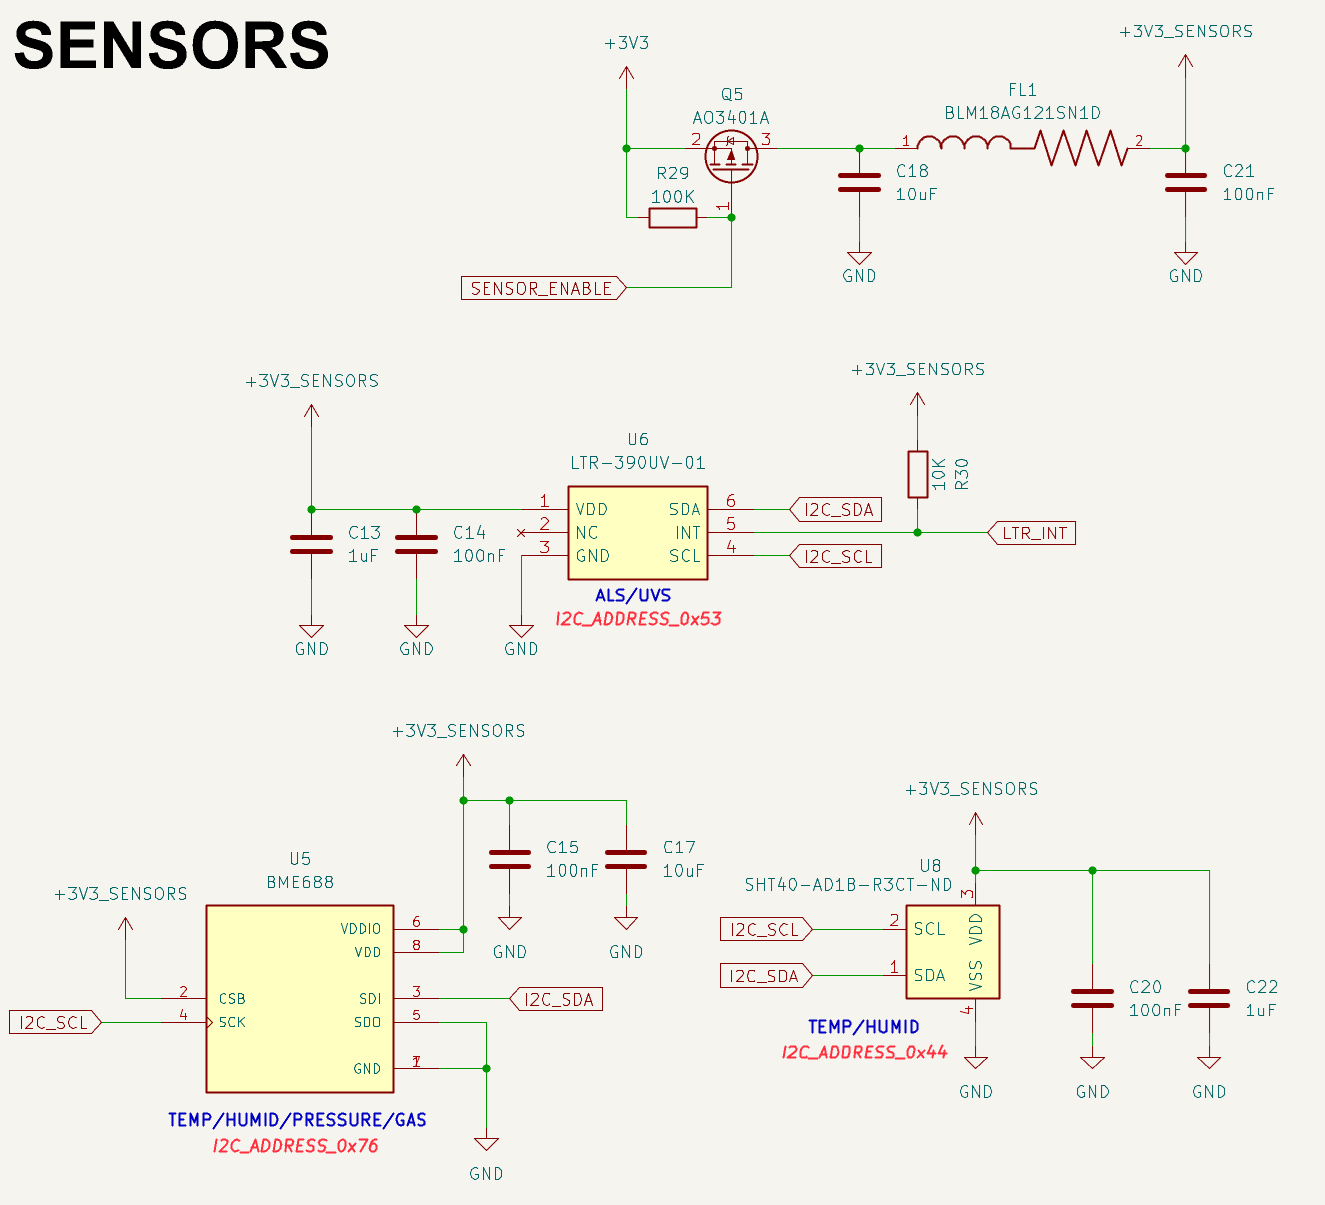 SENSORS
+3V3
+3V3_SENSORS
Q5
AO3401A
FL1
BLM18AG121SN1D
2
3
1
2
R29
100K
1
C18
10uF
C21
100nF
GND
GND
SENSOR_ENABLE
+3V3_SENSORS
+3V3_SENSORS
U6
LTR-390UV-01
10K
R30
1
VDD
SDA
6
I2C_SDA
2
NC
INT
5
LTR_INT
3
GND
SCL
4
I2C_SCL
C13
1uF
C14
100nF
ALS/UVS
I2C_ADDRESS_0x53
GND
GND
GND
+3V3_SENSORS
+3V3_SENSORS
C15
100nF
C17
10uF
GND
GND
U5
BME688
+3V3_SENSORS
VDDIO
6
VDD
8
2
CSB
SDI
3
I2C_SDA
I2C_SCL
4
SCK
SDO
5
GND
TEMP/HUMID/PRESSURE/GAS
I2C_ADDRESS_0x76
GND
U8
SHT40-AD1B-R3CT-ND
3
I2C_SCL
2
SCL
VDD
I2C_SDA
1
SDA
VSS
4
C20
100nF
C22
1uF
TEMP/HUMID
I2C_ADDRESS_0x44
GND
GND
GND